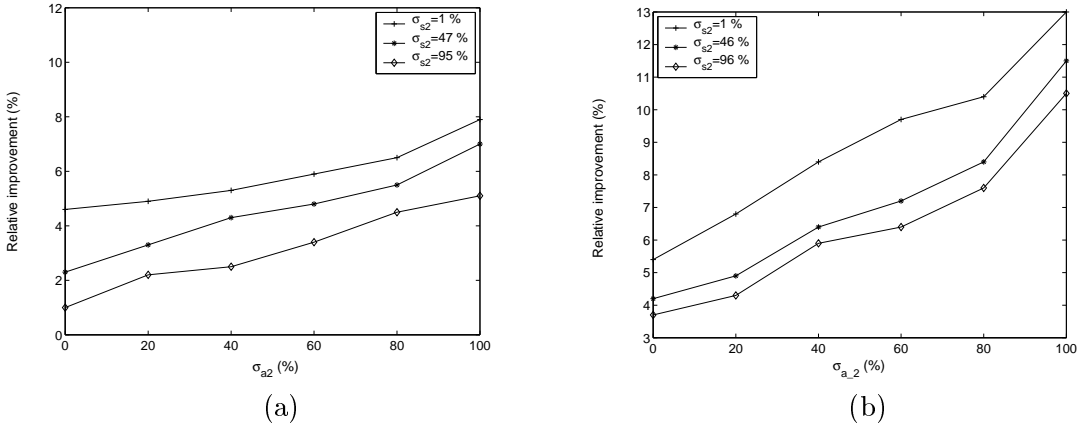 12
10
8
6
4
2
0
Relative improvement (%)
σs2=1 %
σs2=47 %
σs2=95 %
0 20 40 60 80 100
σa2 (%)
(a)
13
12
11
10
9
8
7
6
5
4
3
Relative improvement (%)
σs2=1 %
σs2=46 %
σs2=96 %
0 20 40 60 80 100
σa_2 (%)
(b)